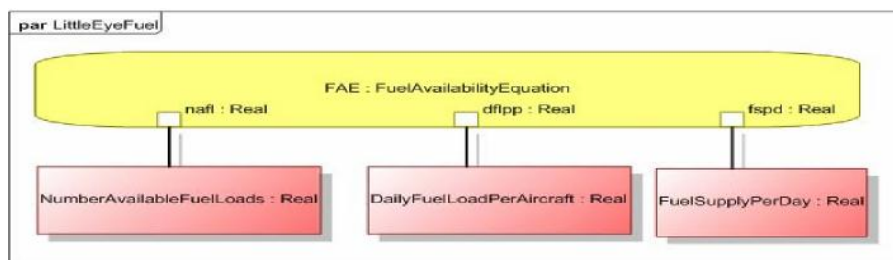 par LittleEyeFuel
FAE : FuelAvailabilityEquation
nafl : Real
dflpp : Real
fspd : Real
NumberAvailableFuelLoads : Real
DailyFuelLoadPerAircraft : Real
FuelSupplyPerDay : Real